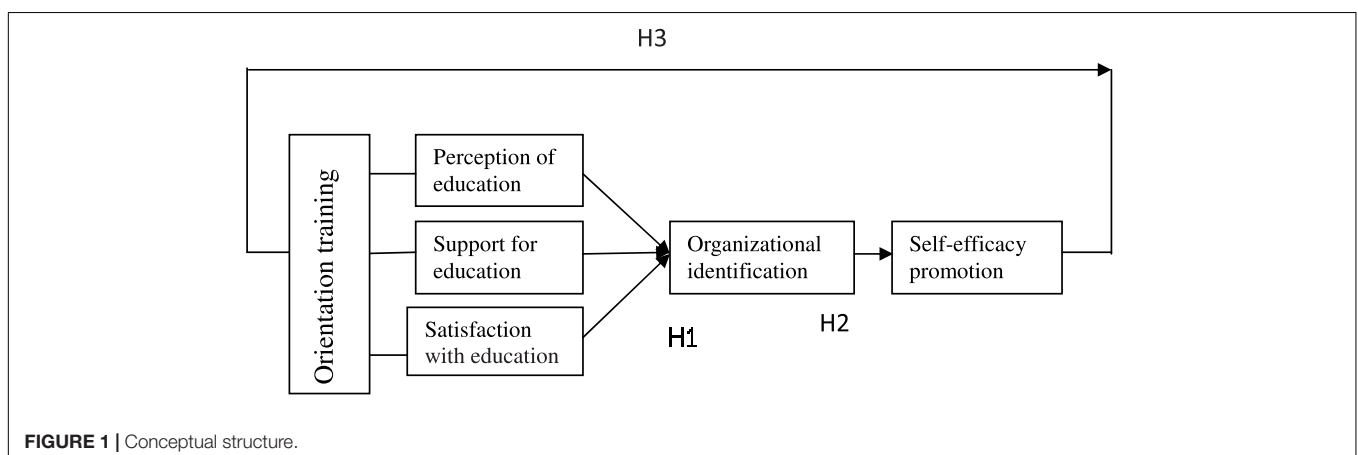 H3
Orientation training
Perception of
education
Support for
education
Satisfaction
with education
Organizational
identification
Self-efficacy
promotion
H1
H2
FIGURE 1 | Conceptual structure.